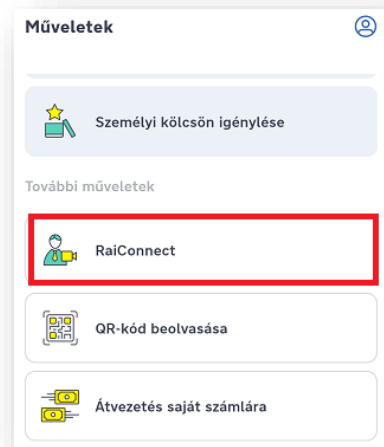 Műveletek
Személyi kölcsön igénylése
További műveletek
RaiConnect
QR-kód beolvasása
Átvezetés saját számlára